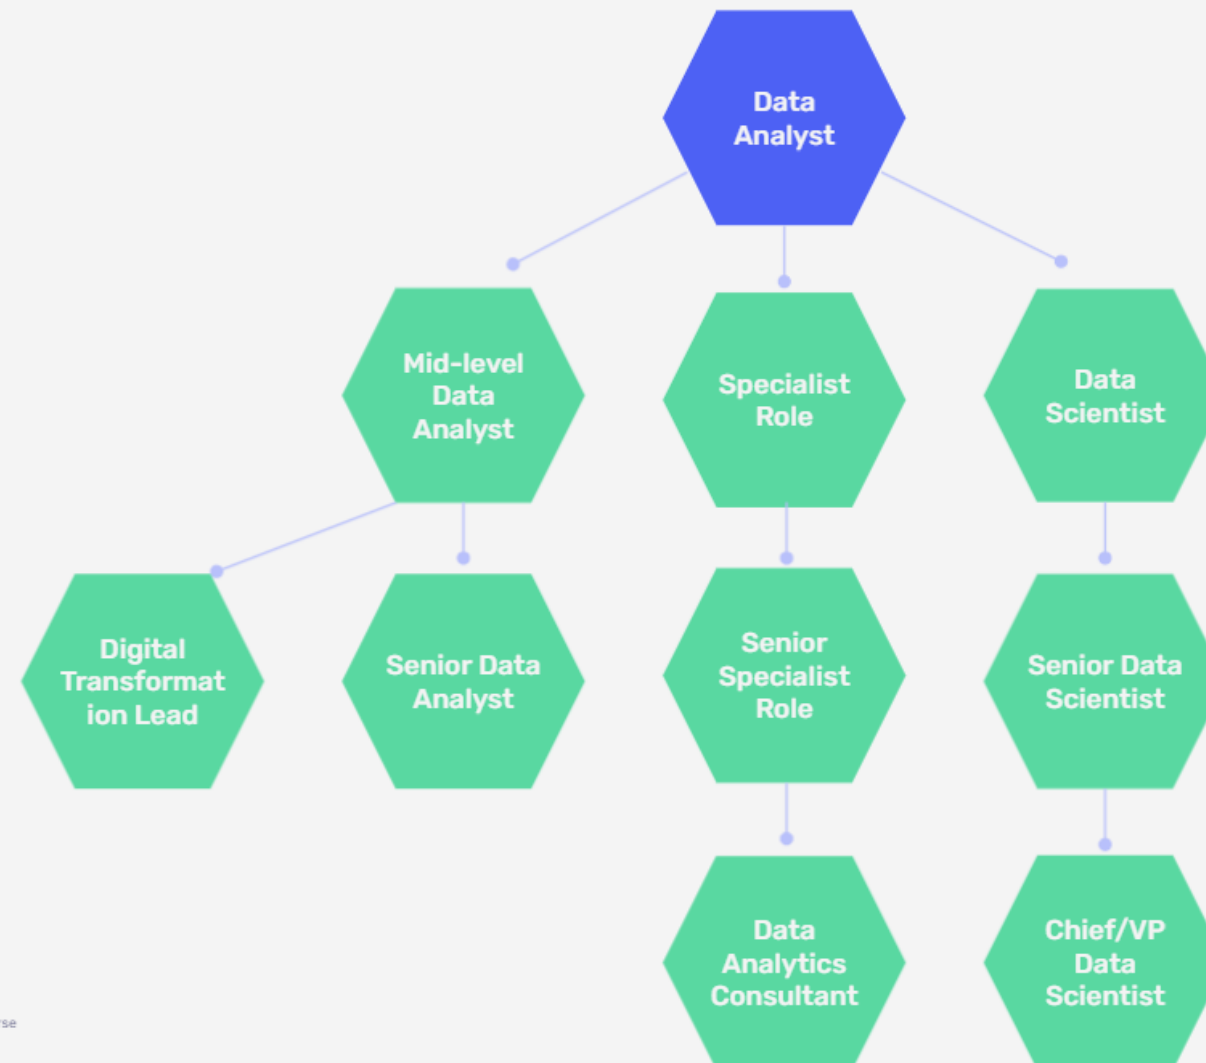 Data
Analyst
Mid-level
Data
Analyst
Specialist
Role
Data
Scientist
Digital
Transformat
ion Lead
Senior Data
Analyst
Senior
Specialist
Role
Senior Data
Scientist
Data
Analytics
Consultant
Chief/VP
Data
Scientist